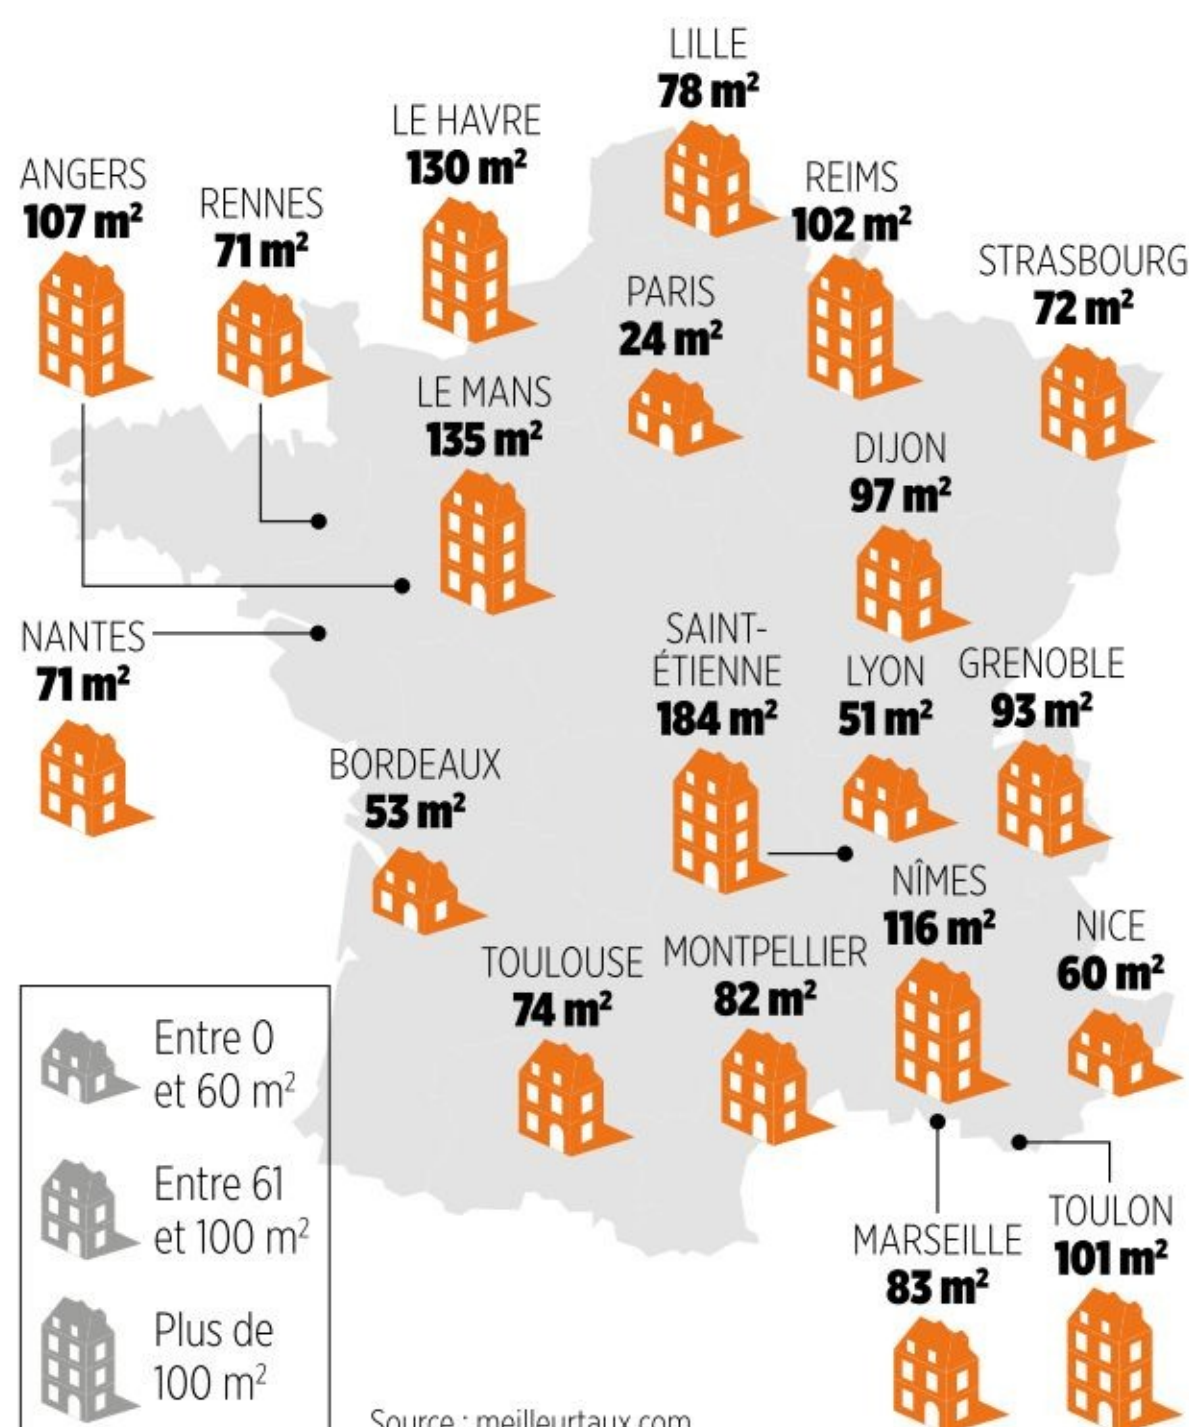 LILLE
78 m²
LE HAVRE
130 m²
ANGERS
107 m²
RENNES
71 m²
REIMS
102 m²
STRASBOURG
72 m²
PARIS
24 m²
LE MANS
135 m²
DIJON
97 m²
NANTES
71 m²
SAINT-
ÉTIENNE
184 m²
LYON
51 m²
GRENOBLE
93 m²
BORDEAUX
53 m²
NÎMES
116 m²
NICE
60 m²
TOULOUSE
74 m²
MONTPELLIER
82 m²
MARSEILLE
83 m²
TOULON
101 m²
Entre 0
et 60 m²
Entre 61
et 100 m²
Plus de
100 m²
Source : meilleurtaux.com